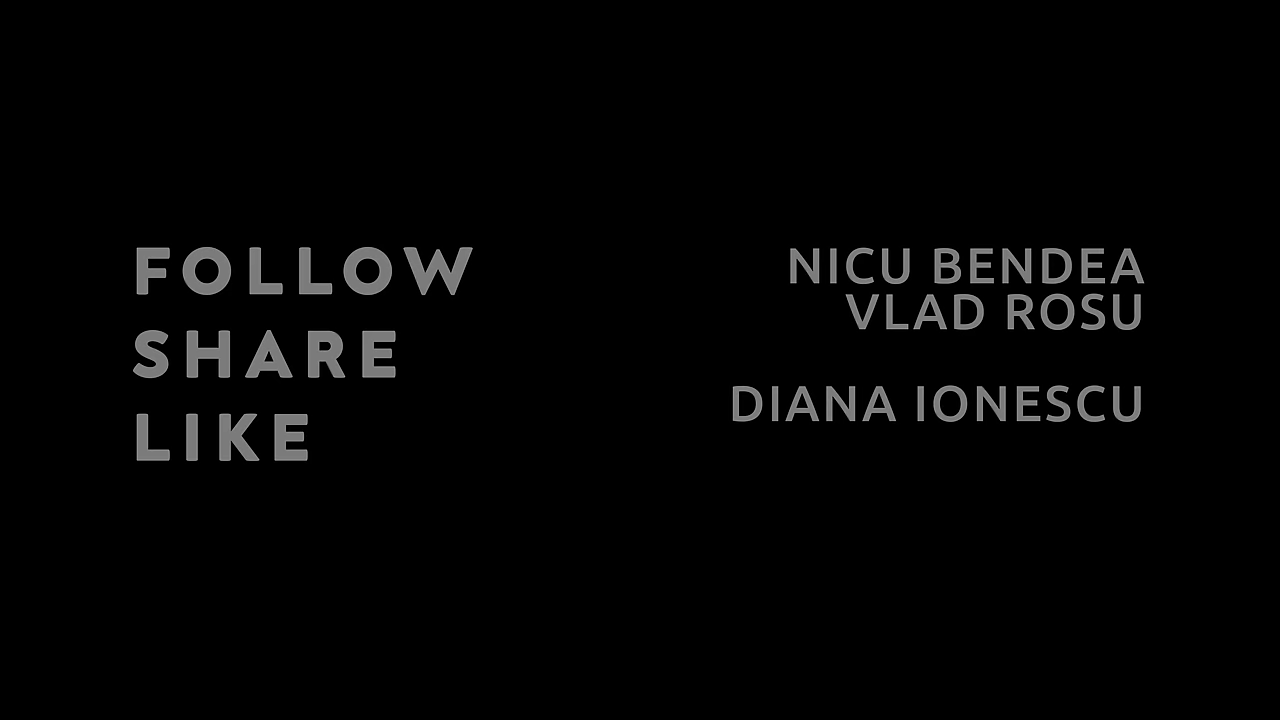 FOLLOW
SHARE
LIKE
NICU BENDEA
VLAD ROSU
DIANA IONESCU